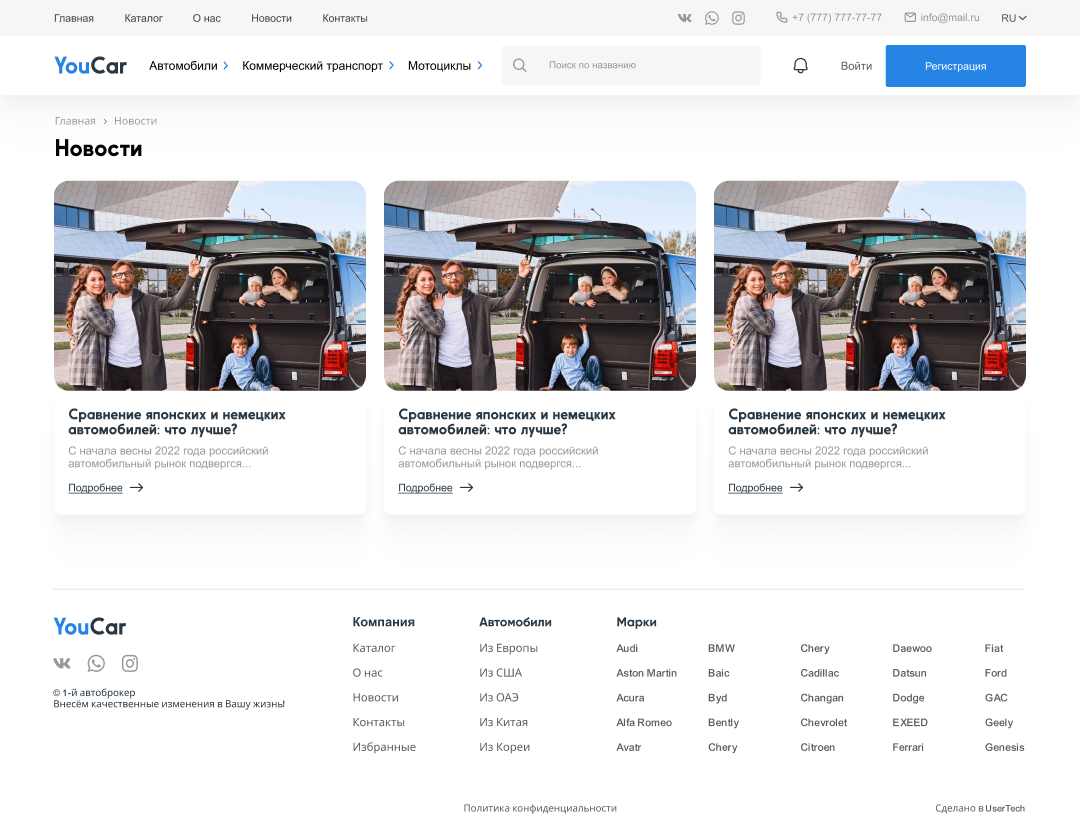 Главная Каталог О нас Новости Контакты +7 (777) 777-77-77 info@mail.ru RU
YouCar Автомобили Коммерческий транспорт Мотоциклы Поиск по названию Войти Регистрация
Главная › Новости
Новости
Сравнение японских и немецких
автомобилей: что лучше?
С начала весны 2022 года российский
автомобильный рынок подвергся...
Подробнее
Сравнение японских и немецких
автомобилей: что лучше?
С начала весны 2022 года российский
автомобильный рынок подвергся...
Подробнее
Сравнение японских и немецких
автомобилей: что лучше?
С начала весны 2022 года российский
автомобильный рынок подвергся...
Подробнее
YouCar
© 1-й автоброкер
Внесём качественные изменения в Вашу жизнь!
Компания
Каталог
О нас
Новости
Контакты
Избранные
Автомобили
Из Европы
Из США
Из ОАЭ
Из Китая
Из Кореи
Марки
Audi BMW Chery Daewoo Fiat
Aston Martin Baic Cadillac Datsun Ford
Acura Byd Changan Dodge GAC
Alfa Romeo Bently Chevrolet EXEED Geely
Avatr Chery Citroen Ferrari Genesis
Политика конфиденциальности Сделано в UserTech